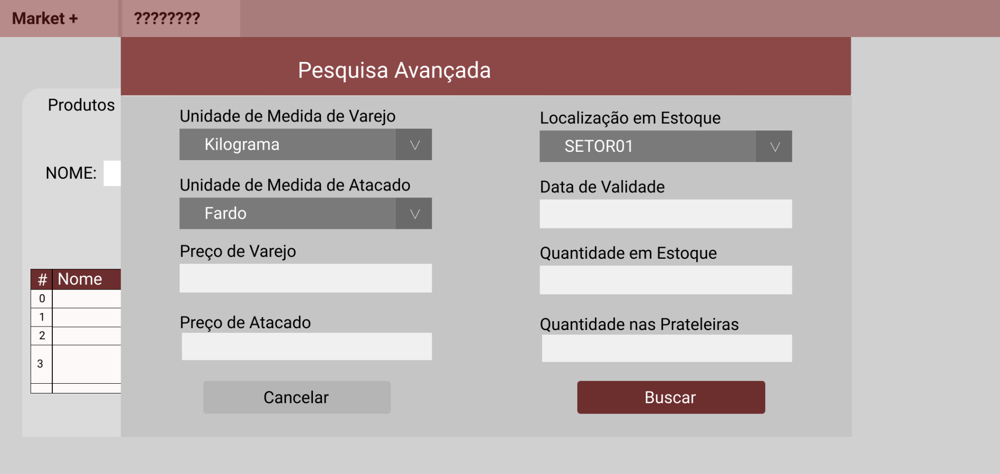 Market +
????????
Pesquisa Avançada
Produtos
NOME:
# Nome
0
1
2
3
Unidade de Medida de Varejo
Kilograma
Unidade de Medida de Atacado
Fardo
Preço de Varejo
Preço de Atacado
Cancelar
Localização em Estoque
SETOR01
Data de Validade
Quantidade em Estoque
Quantidade nas Prateleiras
Buscar